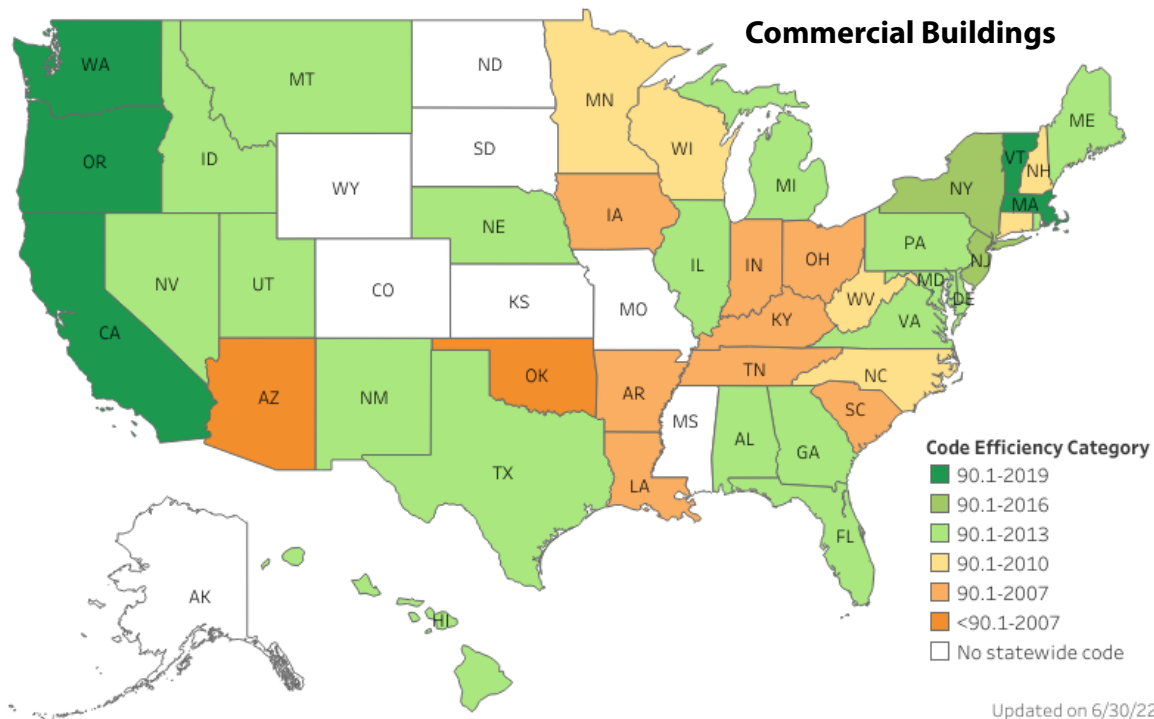 Commercial Buildings
WA
MT
ND
MN
ME
OR
ID
SD
WI
VT
NH
WY
MI
NY
MA
IA
NE
PA
NV
UT
CO
IL
IN
OH
NJ
KS
MO
WV
MD
DE
CA
KY
VA
AZ
NM
OK
AR
TN
NC
SC
MS
AL
GA
TX
LA
FL
AK
HI
Code Efficiency Category
90.1-2019
90.1-2016
90.1-2013
90.1-2010
90.1-2007
<90.1-2007
No statewide code
Updated on 6/30/22